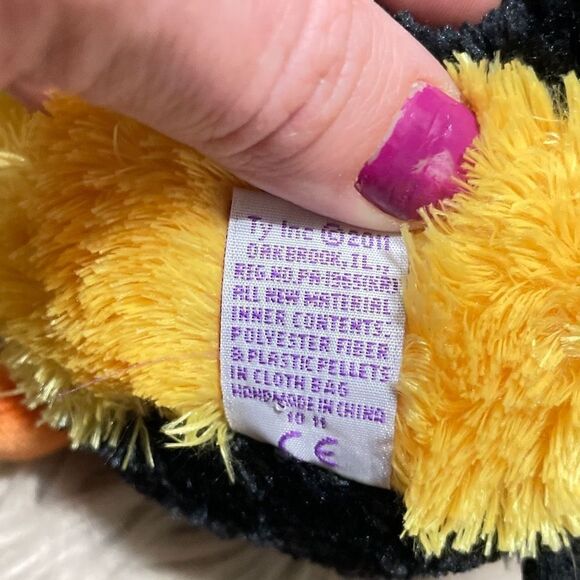 Ty Inc © 2011
OAKBROOK, IL.,
REG NO. PA-1965(KR)
ALL NEW MATERIAL
INNER CONTENTS:
POLYESTER FIBER
& PLASTIC PELLETS
IN CLOTH BAG
HANDMADE IN CHINA
10 11
CE